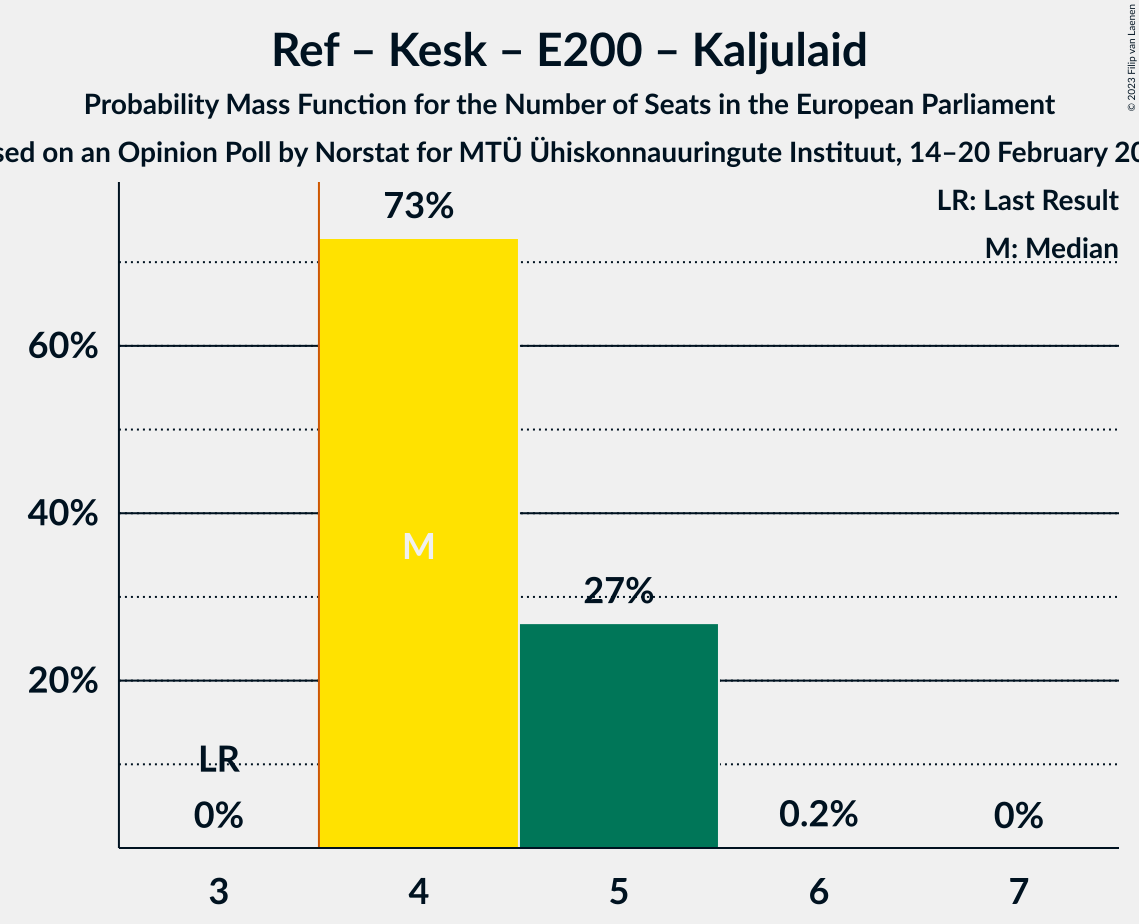 Ref – Kesk – E200 – Kaljulaid
Probability Mass Function for the Number of Seats in the European Parliament
on an Opinion Poll by Norstat for MTÜ Ühiskonnauuringute Instituut, 14–20 February
© 2023 Filip van Laenen
LR: Last Result
M: Median
73%
60%
40%
M
27%
20%
LR
0%
0.2%
0%
3
4
5
6
7